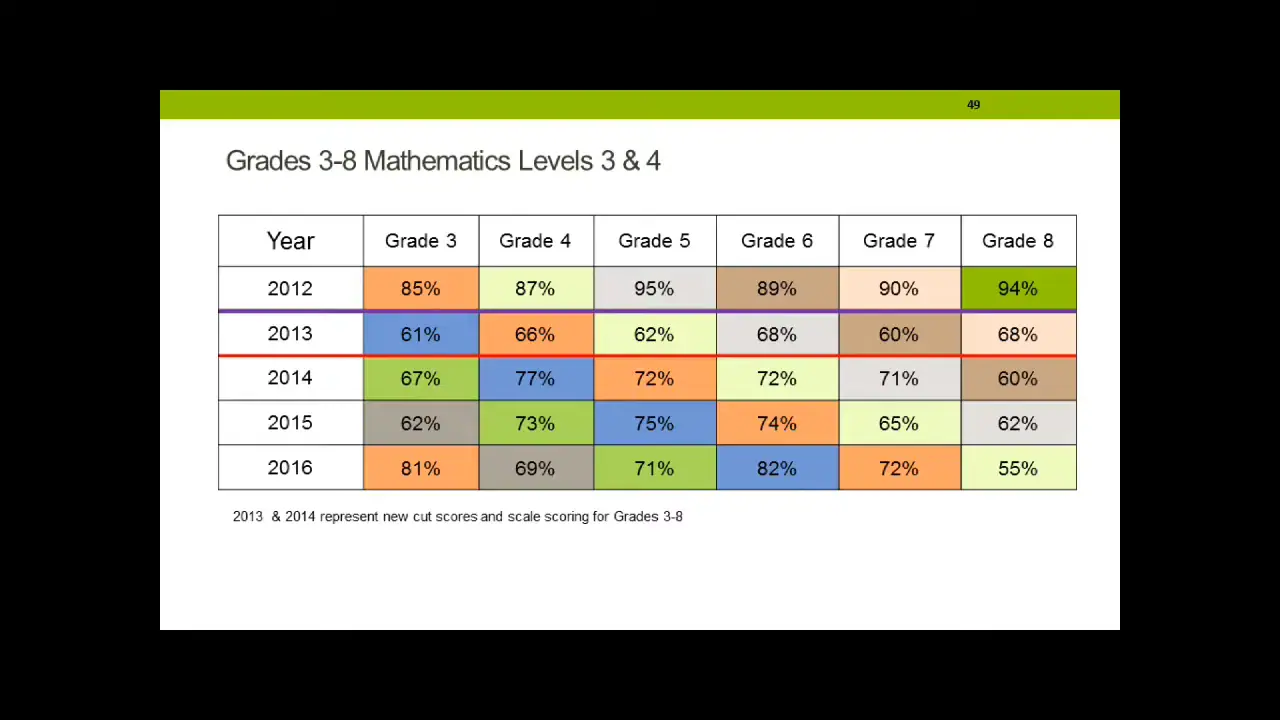 49
Grades 3-8 Mathematics Levels 3 & 4
Year Grade 3 Grade 4 Grade 5 Grade 6 Grade 7 Grade 8
2012 85% 87% 95% 89% 90% 94%
2013 61% 66% 62% 68% 60% 68%
2014 67% 77% 72% 72% 71% 60%
2015 62% 73% 75% 74% 65% 62%
2016 81% 69% 71% 82% 72% 55%
2013 & 2014 represent new cut scores and scale scoring for Grades 3-8